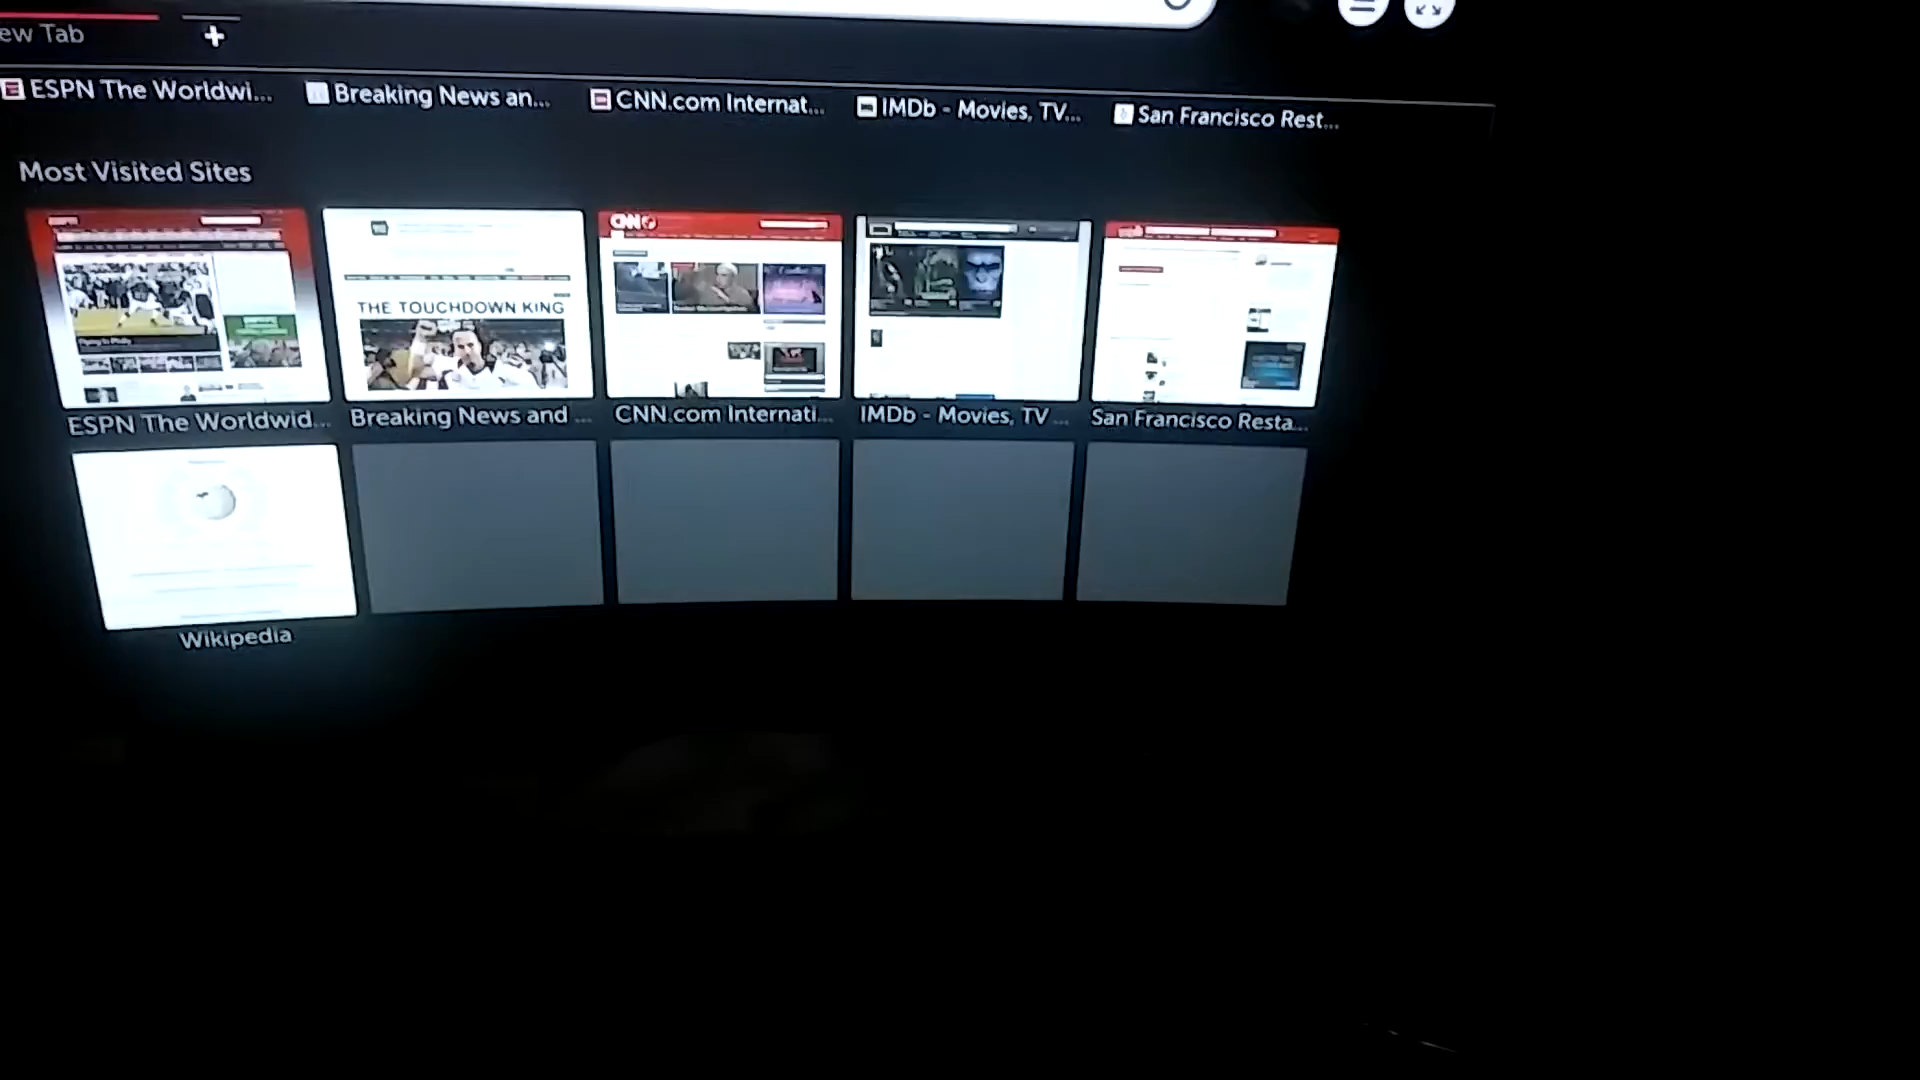 ew Tab
+
ESPN The Worldwi... Breaking News an... CNN.com Internat... IMDb - Movies, TV... San Francisco Rest...
Most Visited Sites
CNN
THE TOUCHDOWN KING
ESPN The Worldwid... Breaking News and ... CNN.com Internati... IMDb - Movies, TV ... San Francisco Resta...
Wikipedia